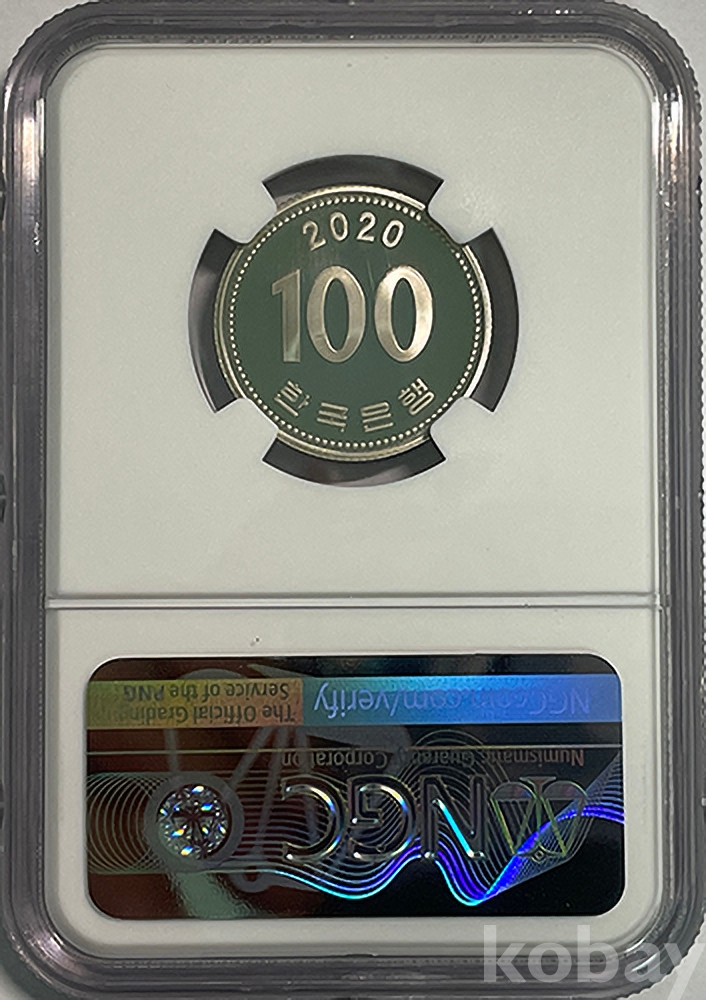 2020
100
한국은행
NGCcoin.com/verify
The Official Grading
Service of the PNG
Numismatic Guaranty Corporation
NGC
kobay